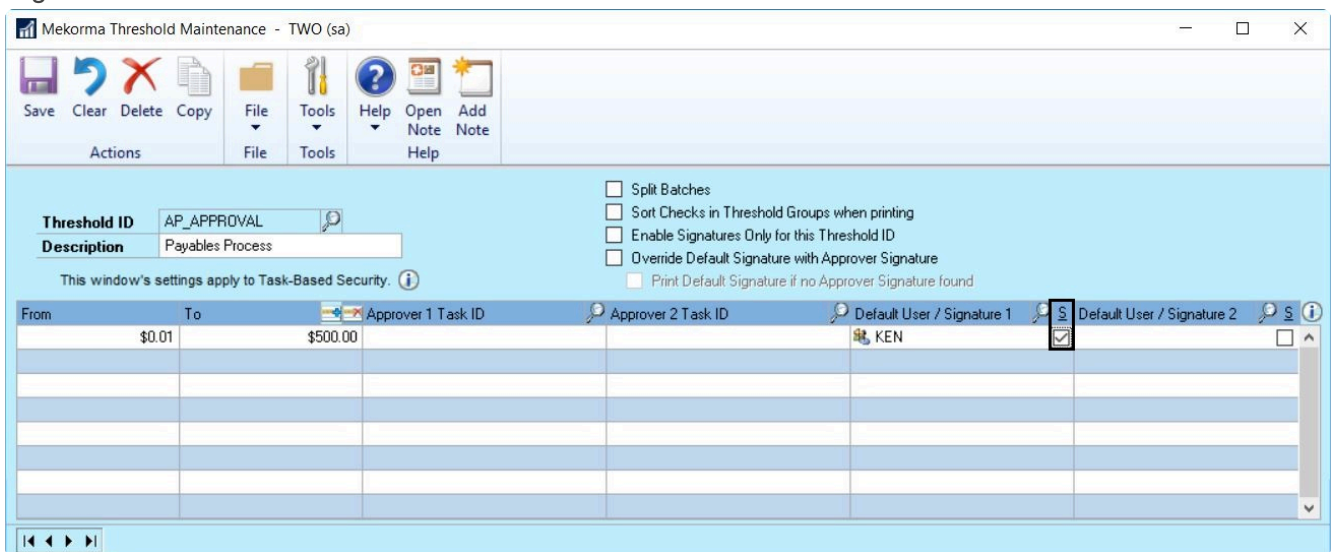 Mekorma Threshold Maintenance - TWO (sa)
Save Clear Delete Copy File Tools Help Open Note Add Note
Actions File Tools Help
Split Batches
Sort Checks in Threshold Groups when printing
Threshold ID AP_APPROVAL
Enable Signatures Only for this Threshold ID
Description Payables Process
Override Default Signature with Approver Signature
This window's settings apply to Task-Based Security.
Print Default Signature if no Approver Signature found
From To Approver 1 Task ID Approver 2 Task ID Default User / Signature 1 S Default User / Signature 2 S
$0.01 $500.00 KEN